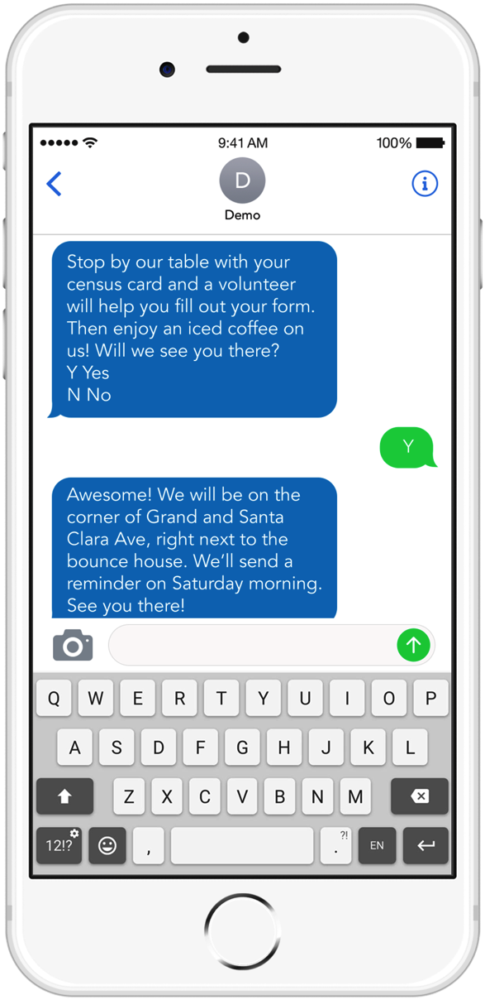 9:41 AM 100%
D
Demo
Stop by our table with your
census card and a volunteer
will help you fill out your form.
Then enjoy an iced coffee on
us! Will we see you there?
Y Yes
N No
Y
Awesome! We will be on the
corner of Grand and Santa
Clara Ave, right next to the
bounce house. We’ll send a
reminder on Saturday morning.
See you there!
Q W E R T Y U I O P
A S D F G H J K L
Z X C V B N M
12!? , . ?! EN